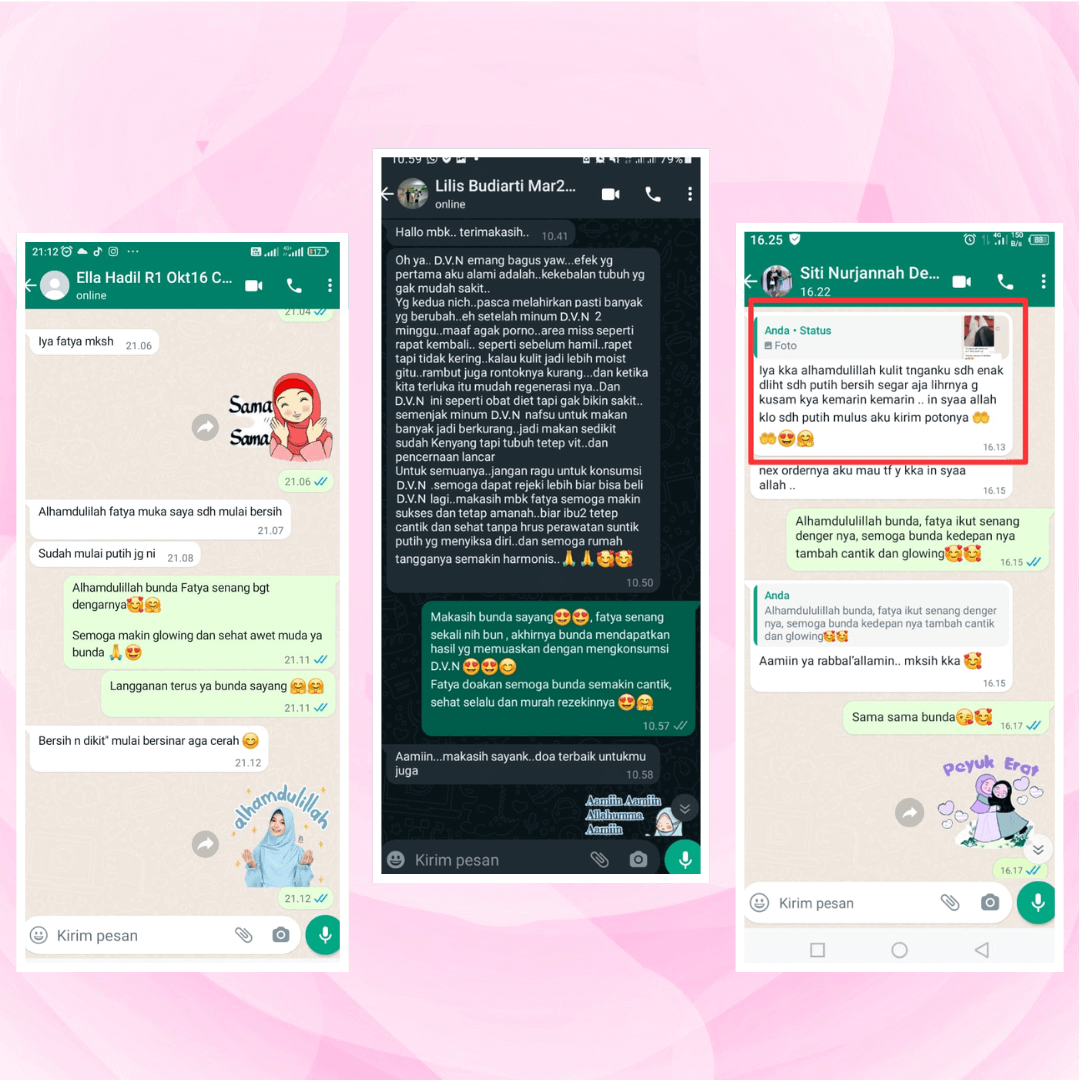 21:12
17
Ella Hadil R1 Okt16 C...
online
21.04
Iya fatya mksh 21.06
Sama
Sama
21.06
Alhamdulilah fatya muka saya sdh mulai bersih
21.07
Sudah mulai putih jg ni 21.08
Alhamdulillah bunda Fatya senang bgt
dengarnya🥰🤗
Semoga makin glowing dan sehat awet muda ya
bunda 🙏😍
21.11
Langganan terus ya bunda sayang 🤗🤗
21.11
Bersih n dikit" mulai bersinar aga cerah 😊
21.12
alhamdulillah
21.12
Kirim pesan
10.59
79%
Lilis Budiarti Mar2...
online
Hallo mbk.. terimakasih.. 10.41
Oh ya.. D.V.N emang bagus yaw...efek yg
pertama aku alami adalah..kekebalan tubuh yg
gak mudah sakit..
Yg kedua nich..pasca melahirkan pasti banyak
yg berubah..eh setelah minum D.V.N 2
minggu..maaf agak porno..area miss seperti
rapat kembali.. seperti sebelum hamil..rapet
tapi tidak kering..kalau kulit jadi lebih moist
gitu..rambut juga rontoknya kurang...dan ketika
kita terluka itu mudah regenerasi nya..Dan
D.V.N ini seperti obat diet tapi gak bikin sakit..
semenjak minum D.V.N nafsu untuk makan
banyak jadi berkurang..jadi makan sedikit
sudah Kenyang tapi tubuh tetep vit..dan
pencernaan lancar
Untuk semuanya..jangan ragu untuk konsumsi
D.V.N .semoga dapat rejeki lebih biar bisa beli
D.V.N lagi..makasih mbk fatya semoga makin
sukses dan tetap amanah..biar ibu2 tetep
cantik dan sehat tanpa hrus perawatan suntik
putih yg menyiksa diri..dan semoga rumah
tangganya semakin harmonis..🙏🙏🥰🥰
10.50
Makasih bunda sayang😍😍, fatya senang
sekali nih bun , akhirnya bunda mendapatkan
hasil yg memuaskan dengan mengkonsumsi
D.V.N 😍😍😊
Fatya doakan semoga bunda semakin cantik,
sehat selalu dan murah rezekinnya 😍🤗
10.57
Aamiin...makasih sayank..doa terbaik untukmu
juga 10.58
Aamiin Aamiin
Allahumma
Aamiin
Kirim pesan
16.25
4G
150
B/s
88
Siti Nurjannah De...
16.22
Anda • Status
Foto
Iya kka alhamdulillah kulit tnganku sdh enak
dliht sdh putih bersih segar aja lihrnya g
kusam kya kemarin kemarin .. in syaa allah
klo sdh putih mulus aku kirim potonya 🤲
🤲😍🤗
16.13
nex ordernya aku mau tf y kka in syaa
allah .. 16.15
Alhamdululillah bunda, fatya ikut senang
denger nya, semoga bunda kedepan nya
tambah cantik dan glowing🥰🥰
16.15
Anda
Alhamdululillah bunda, fatya ikut senang denger
nya, semoga bunda kedepan nya tambah cantik
dan glowing🥰🥰
Aamiin ya rabbal'allamin.. mksih kka 🥰
16.15
Sama sama bunda😘🥰 16.17
Peyuk Erat
16.17
Kirim pesan